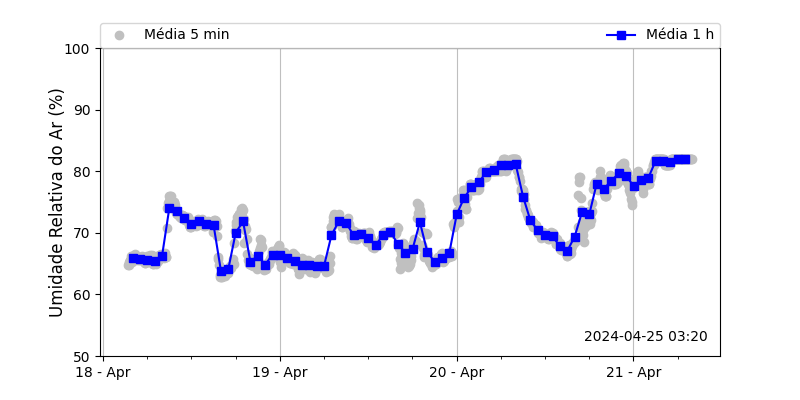 Média 5 min
Média 1 h
Umidade Relativa do Ar (%)
100
90
80
70
60
50
2024-04-25 03:20
18 - Apr
19 - Apr
20 - Apr
21 - Apr